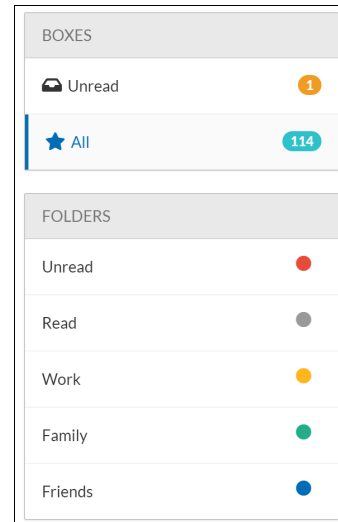 BOXES
Unread 1
All 114
FOLDERS
Unread
Read
Work
Family
Friends